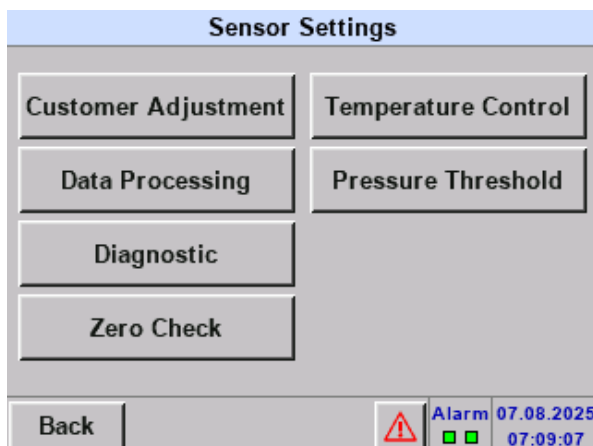 Sensor Settings
Customer Adjustment
Temperature Control
Data Processing
Pressure Threshold
Diagnostic
Zero Check
Back
Alarm
07.08.2025
07:09:07